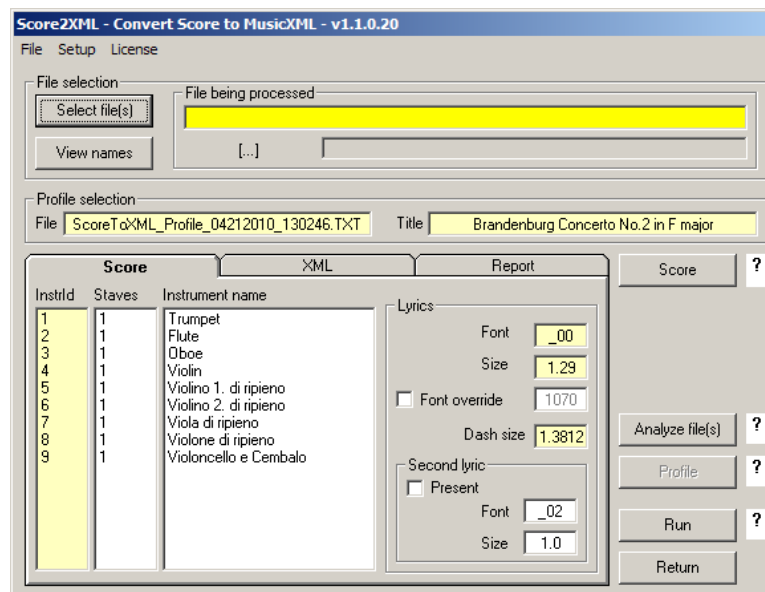 Score2XML - Convert Score to MusicXML - v1.1.0.20
File Setup License
File selection
Select file(s)
File being processed
View names
[...]
Profile selection
File ScoreToXML_Profile_04212010_130246.TXT Title Brandenburg Concerto No.2 in F major
Score XML Report
Score ?
InstrId Staves Instrument name
1 1 Trumpet
2 1 Flute
3 1 Oboe
4 1 Violin
5 1 Violino 1. di ripieno
6 1 Violino 2. di ripieno
7 1 Viola di ripieno
8 1 Violone di ripieno
9 1 Violoncello e Cembalo
Lyrics
Font _00
Size 1.29
Font override 1070
Dash size 1.3812
Second lyric
Present
Font _02
Size 1.0
Analyze file(s) ?
Profile ?
Run ?
Return